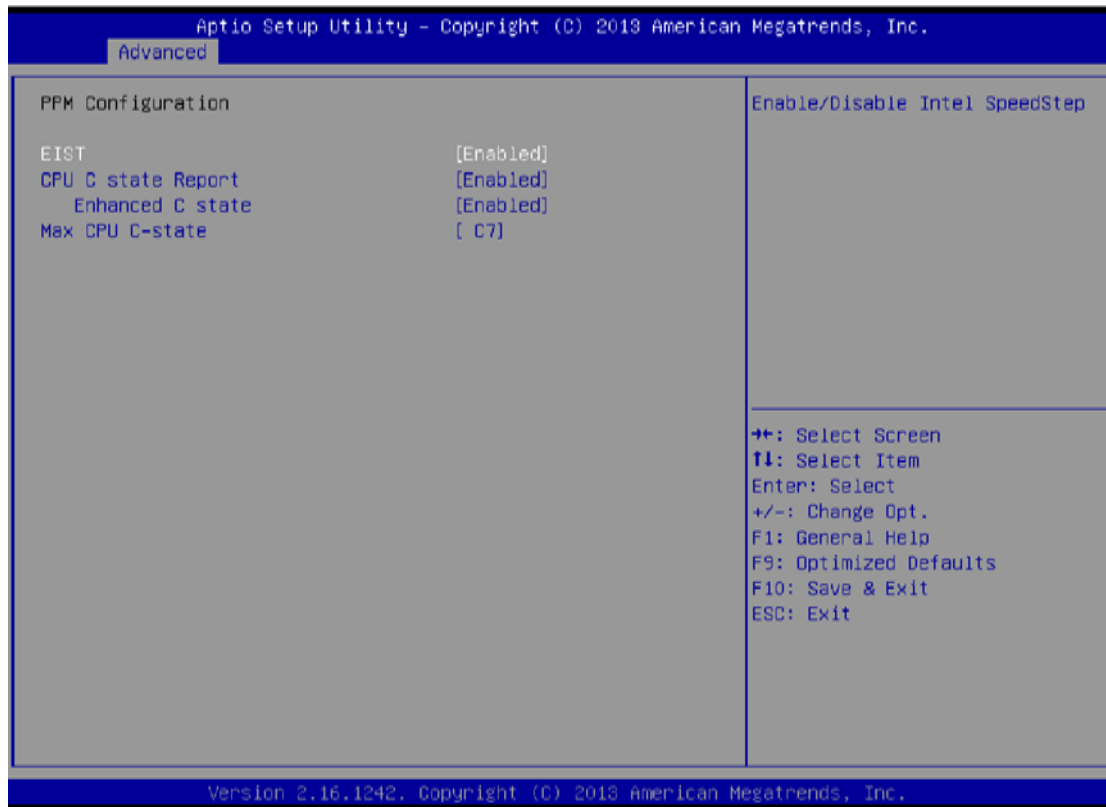 Aptio Setup Utility – Copyright (C) 2013 American Megatrends, Inc.
Advanced
PPM Configuration
EIST [Enabled]
CPU C state Report [Enabled]
Enhanced C state [Enabled]
Max CPU C-state [ C7]
Enable/Disable Intel SpeedStep
→←: Select Screen
↑↓: Select Item
Enter: Select
+/-: Change Opt.
F1: General Help
F9: Optimized Defaults
F10: Save & Exit
ESC: Exit
Version 2.16.1242. Copyright (C) 2013 American Megatrends, Inc.